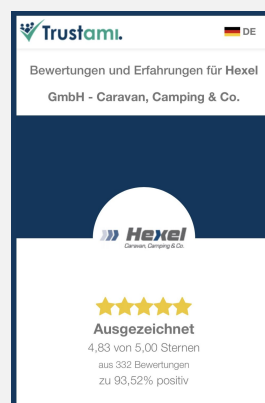 Trustami.
DE
Bewertungen und Erfahrungen für Hexel
GmbH - Caravan, Camping & Co.
Hexel
Caravan, Camping & Co.
Ausgezeichnet
4,83 von 5,00 Sternen
aus 332 Bewertungen
zu 93,52% positiv